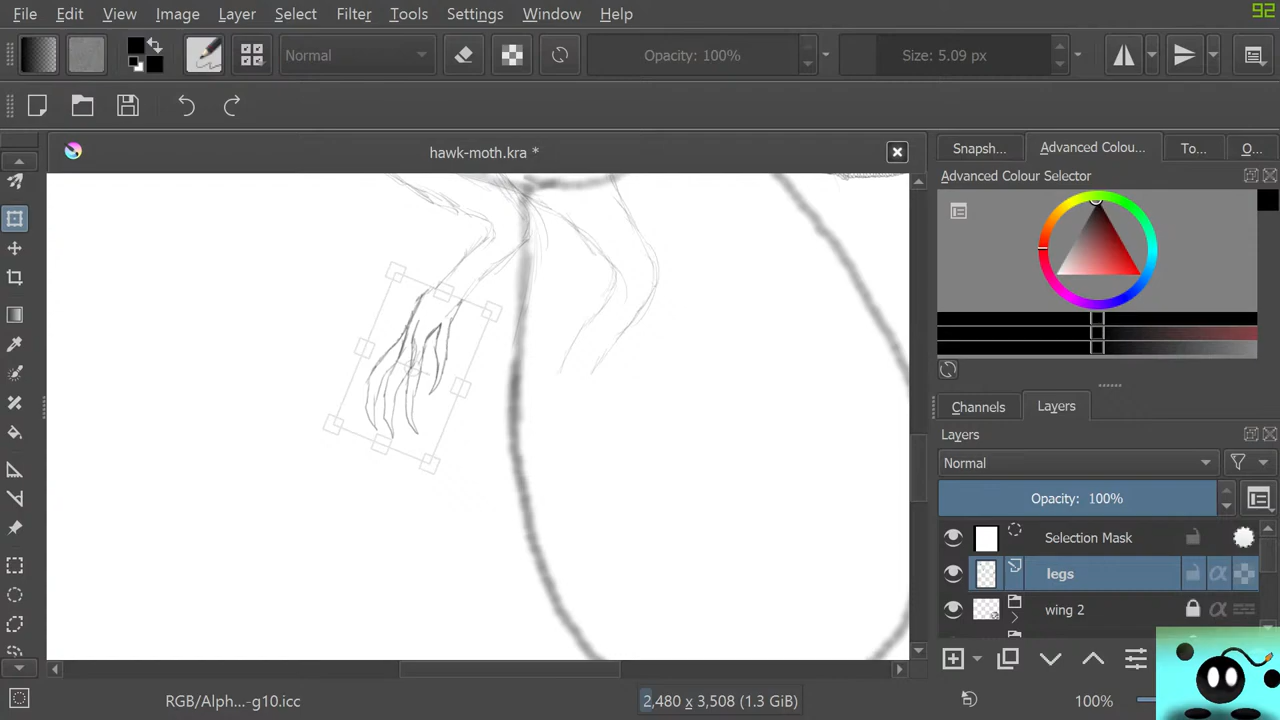 File Edit View Image Layer Select Filter Tools Settings Window Help
92
Normal
Opacity: 100%
Size: 5.09 px
hawk-moth.kra *
Snapsh... Advanced Colou... To... O...
Advanced Colour Selector
Channels Layers
Layers
Normal
Opacity: 100%
Selection Mask
legs
wing 2
RGB/Alph...-g10.icc
2,480 x 3,508 (1.3 GiB)
100%